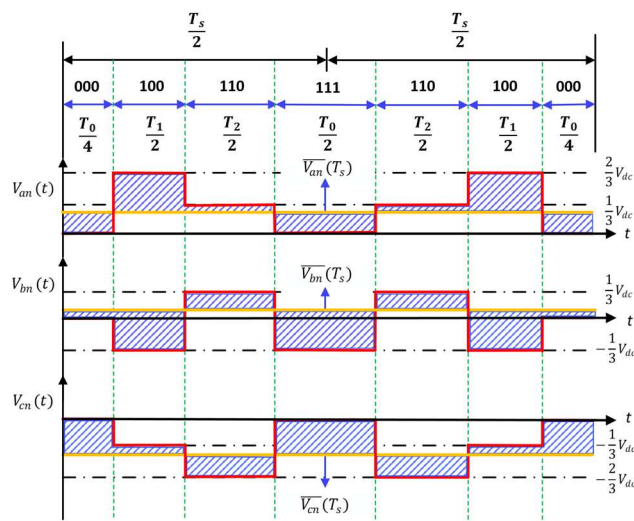 T_s/2 T_s/2
000 100 110 111 110 100 000
T_0/4 T_1/2 T_2/2 T_0/2 T_2/2 T_1/2 T_0/4
2/3 V_dc
V_an(t) \overline{V_an}(T_s) 1/3 V_dc
t
V_bn(t) \overline{V_bn}(T_s) 1/3 V_dc
t
-1/3 V_dc
V_cn(t) t
-1/3 V_dc
-2/3 V_dc
\overline{V_cn}(T_s)